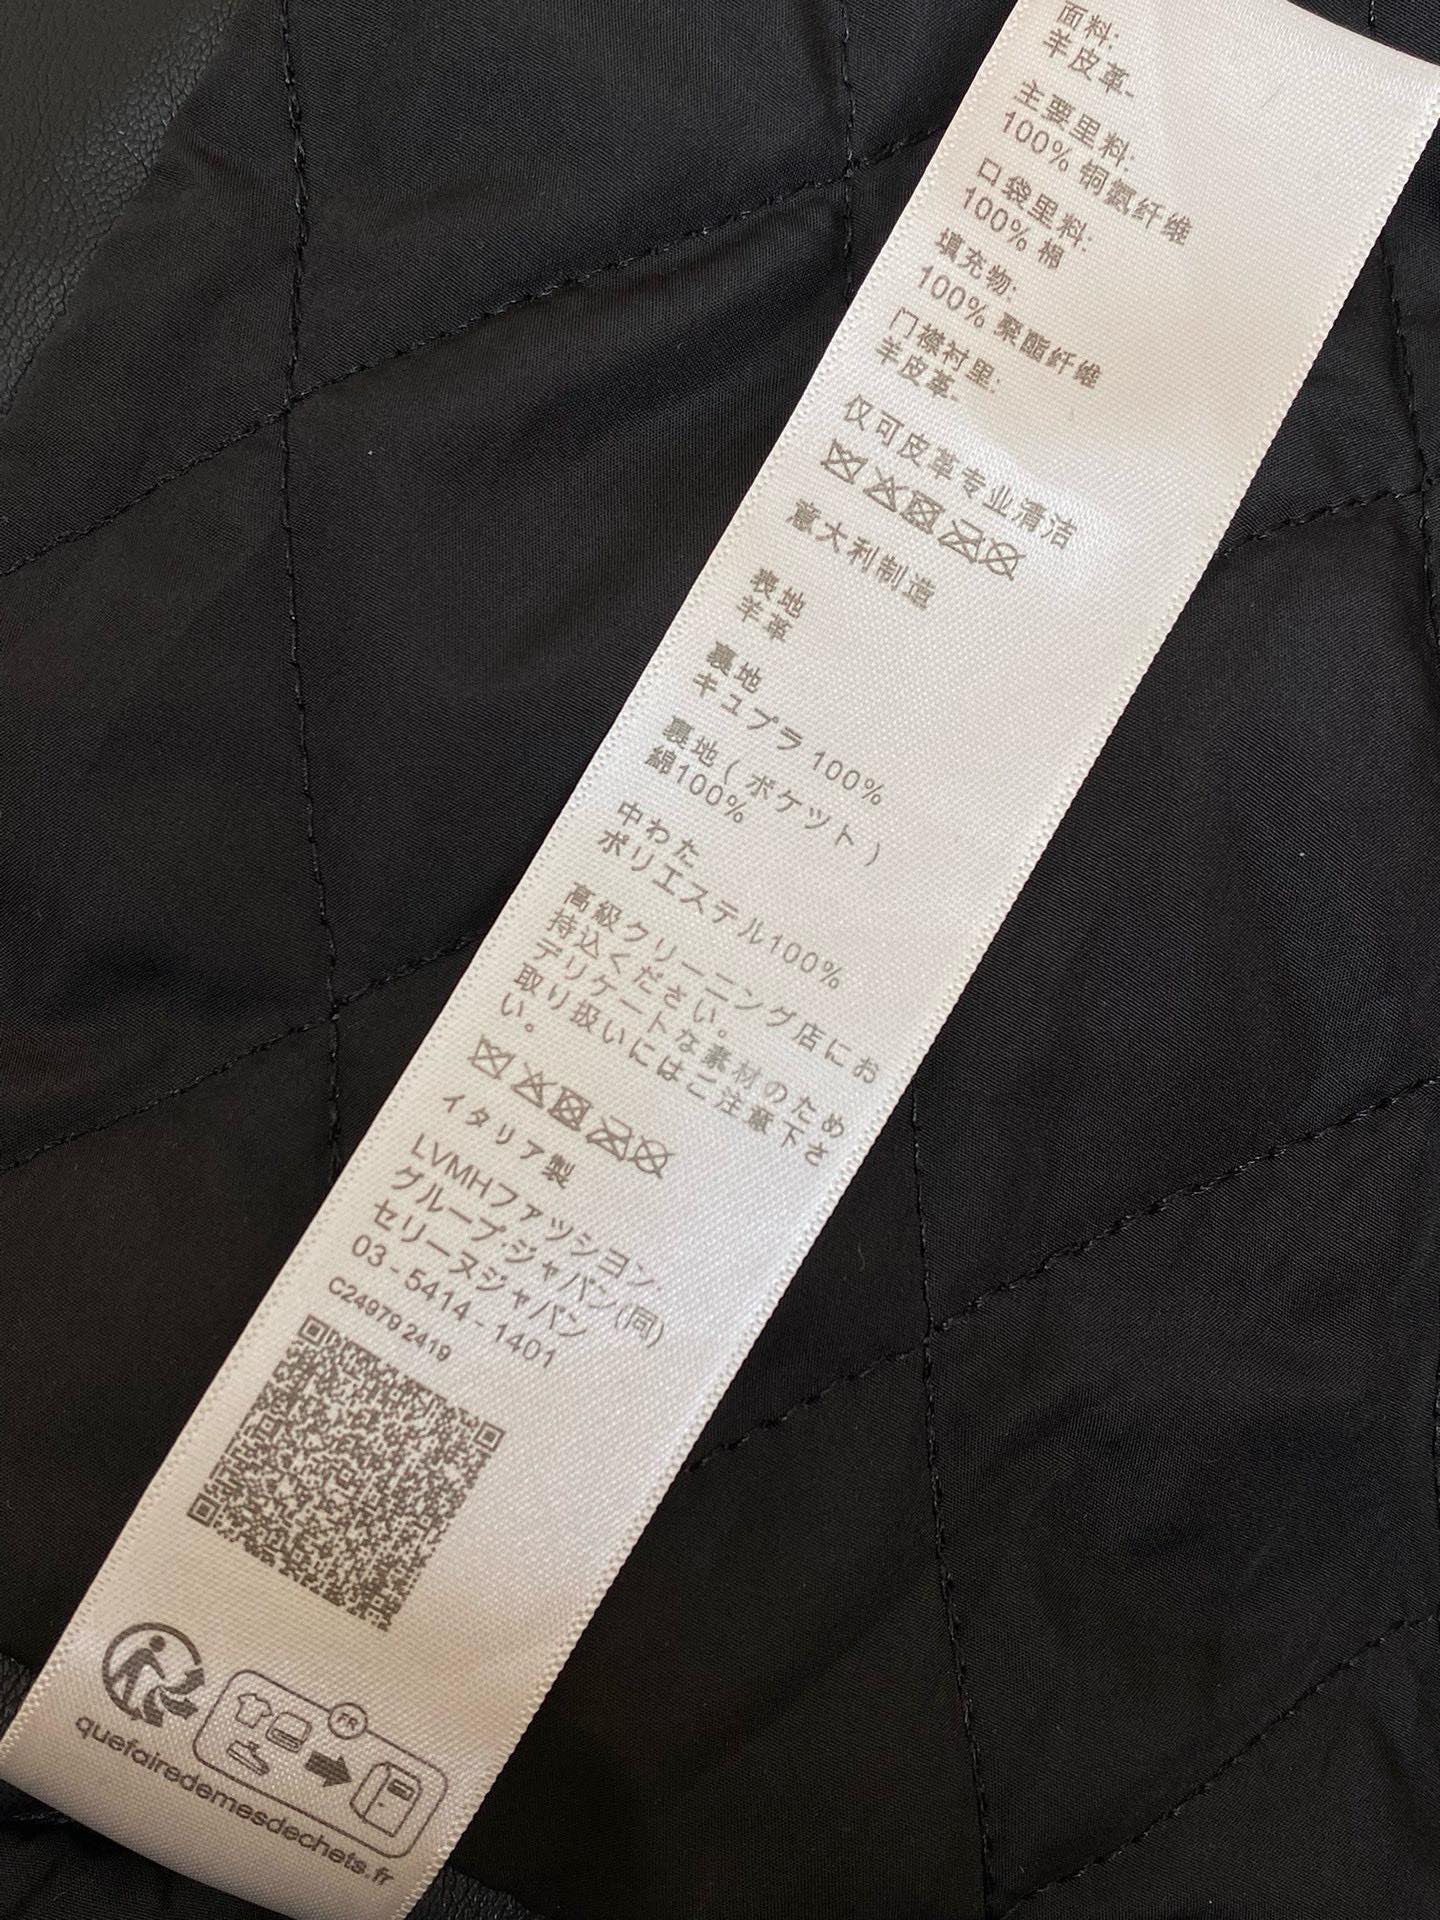 面料:
羊皮革-
主要里料:
100% 铜氨纤维
口袋里料:
100% 棉
填充物:
100% 聚酯纤维
门襟衬里:
羊皮革-
仅可皮革专业清洁
意大利制造
表地
羊革
裏地
キュプラ 100%
裏地 ( ポケット )
綿100%
中わた
ポリエステル100%
高級クリーニング店にお
持込ください。
デリケートな素材のため
取り扱いにはご注意下さ
い。
イタリア製
LVMHファッション.
グループ·ジャパン(同)
セリーヌジャパン
03 - 5414 - 1401
C24979 2419
FR
quefairedemesdechets.fr